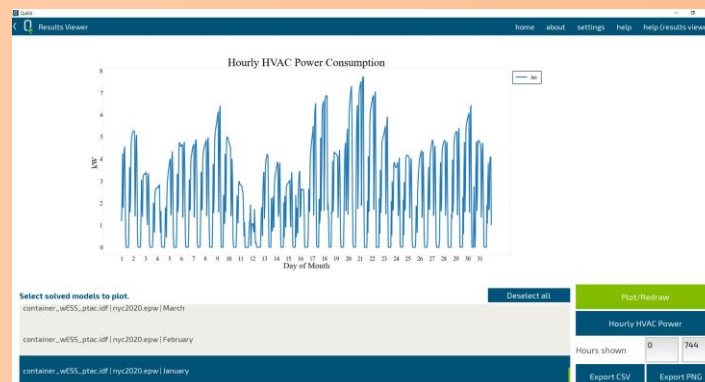 QuESt
Results Viewer
home about settings help help (results viewer
Hourly HVAC Power Consumption
8
7
6
5
4
3
2
1
0
kW
1 2 3 4 5 6 7 8 9 10 11 12 13 14 15 16 17 18 19 20 21 22 23 24 25 26 27 28 29 30 31
Day of Month
Jan
Select solved models to plot.
Deselect all
Plot/Redraw
container_wESS_ptac.idf | nyc2020.epw | March
Hourly HVAC Power
container_wESS_ptac.idf | nyc2020.epw | February
Hours shown 0 744
container_wESS_ptac.idf | nyc2020.epw | January
Export CSV Export PNG